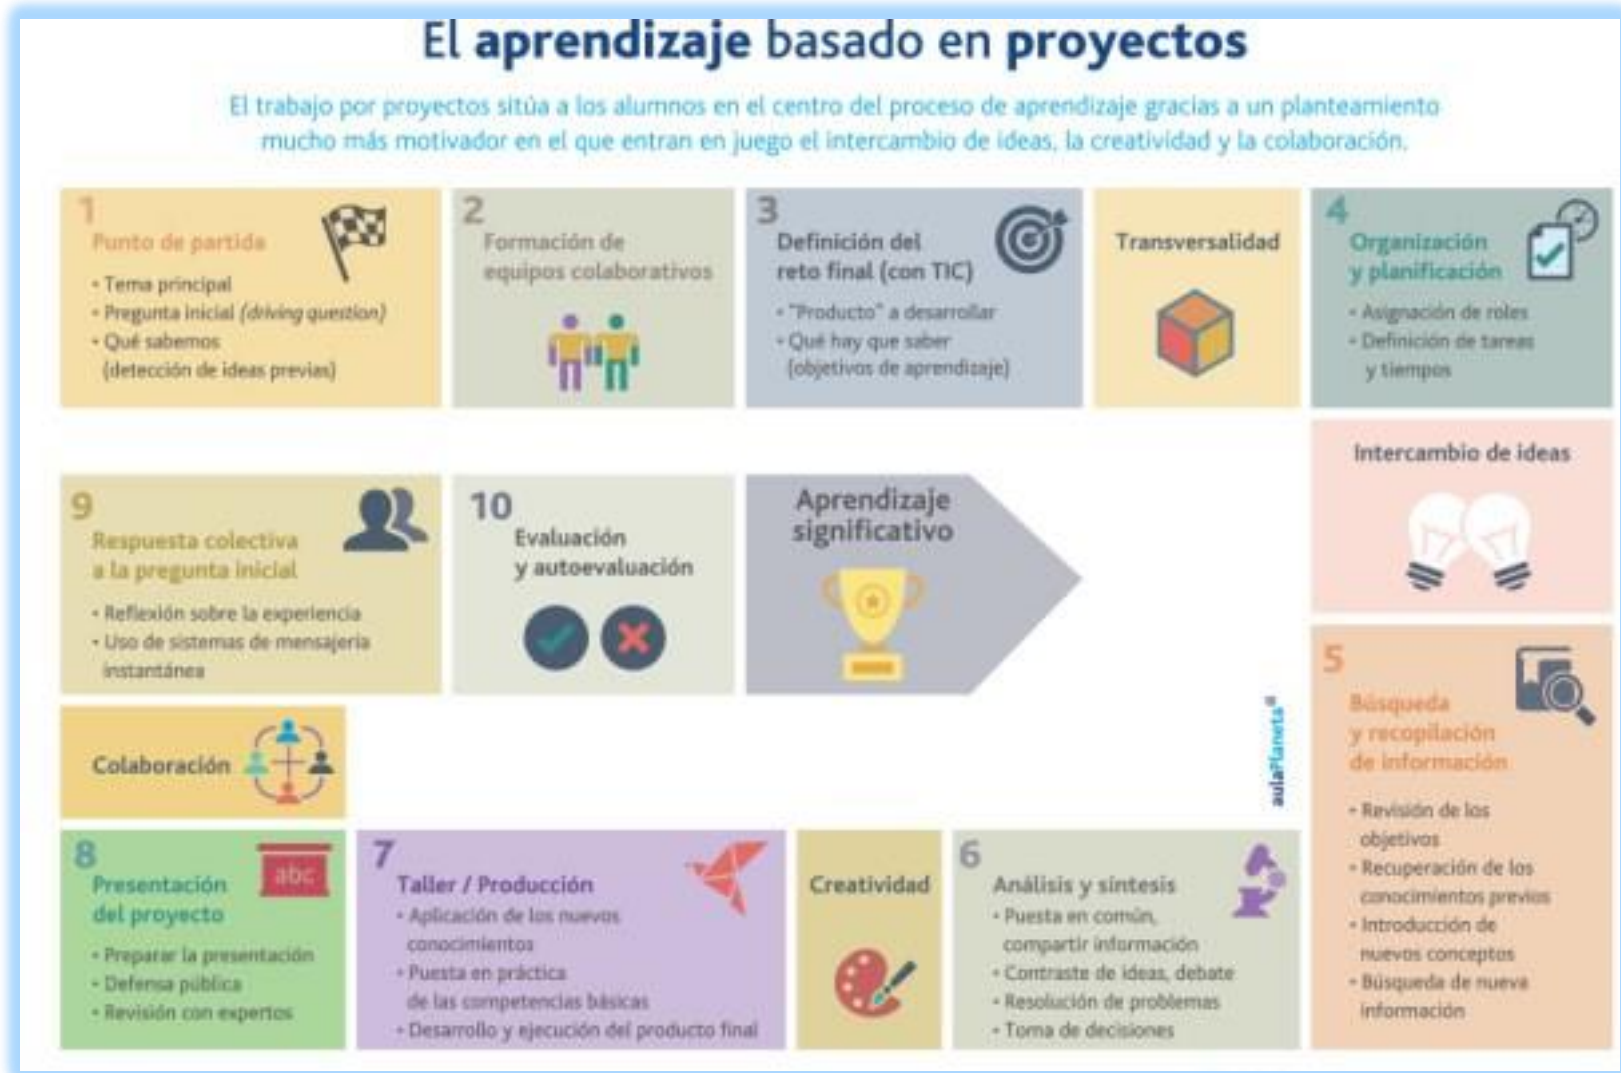 El aprendizaje basado en proyectos
El trabajo por proyectos sitúa a los alumnos en el centro del proceso de aprendizaje gracias a un planteamiento
mucho más motivador en el que entran en juego el intercambio de ideas, la creatividad y la colaboración.
1
Punto de partida
• Tema principal
• Pregunta inicial (driving question)
• Qué sabemos
(detección de ideas previas)
2
Formación de
equipos colaborativos
3
Definición del
reto final (con TIC)
• "Producto" a desarrollar
• Qué hay que saber
(objetivos de aprendizaje)
Transversalidad
4
Organización
y planificación
• Asignación de roles
• Definición de tareas
y tiempos
Intercambio de ideas
5
Búsqueda
y recopilación
de información
• Revisión de los
objetivos
• Recuperación de los
conocimientos previos
• Introducción de
nuevos conceptos
• Búsqueda de nueva
información
6
Análisis y síntesis
• Puesta en común,
compartir información
• Contraste de ideas, debate
• Resolución de problemas
• Toma de decisiones
Creatividad
7
Taller / Producción
• Aplicación de los nuevos
conocimientos
• Puesta en práctica
de las competencias básicas
• Desarrollo y ejecución del producto final
8
Presentación
del proyecto
abc
• Preparar la presentación
• Defensa pública
• Revisión con expertos
Colaboración
9
Respuesta colectiva
a la pregunta inicial
• Reflexión sobre la experiencia
• Uso de sistemas de mensajería
instantánea
10
Evaluación
y autoevaluación
Aprendizaje
significativo
aulaPlaneta